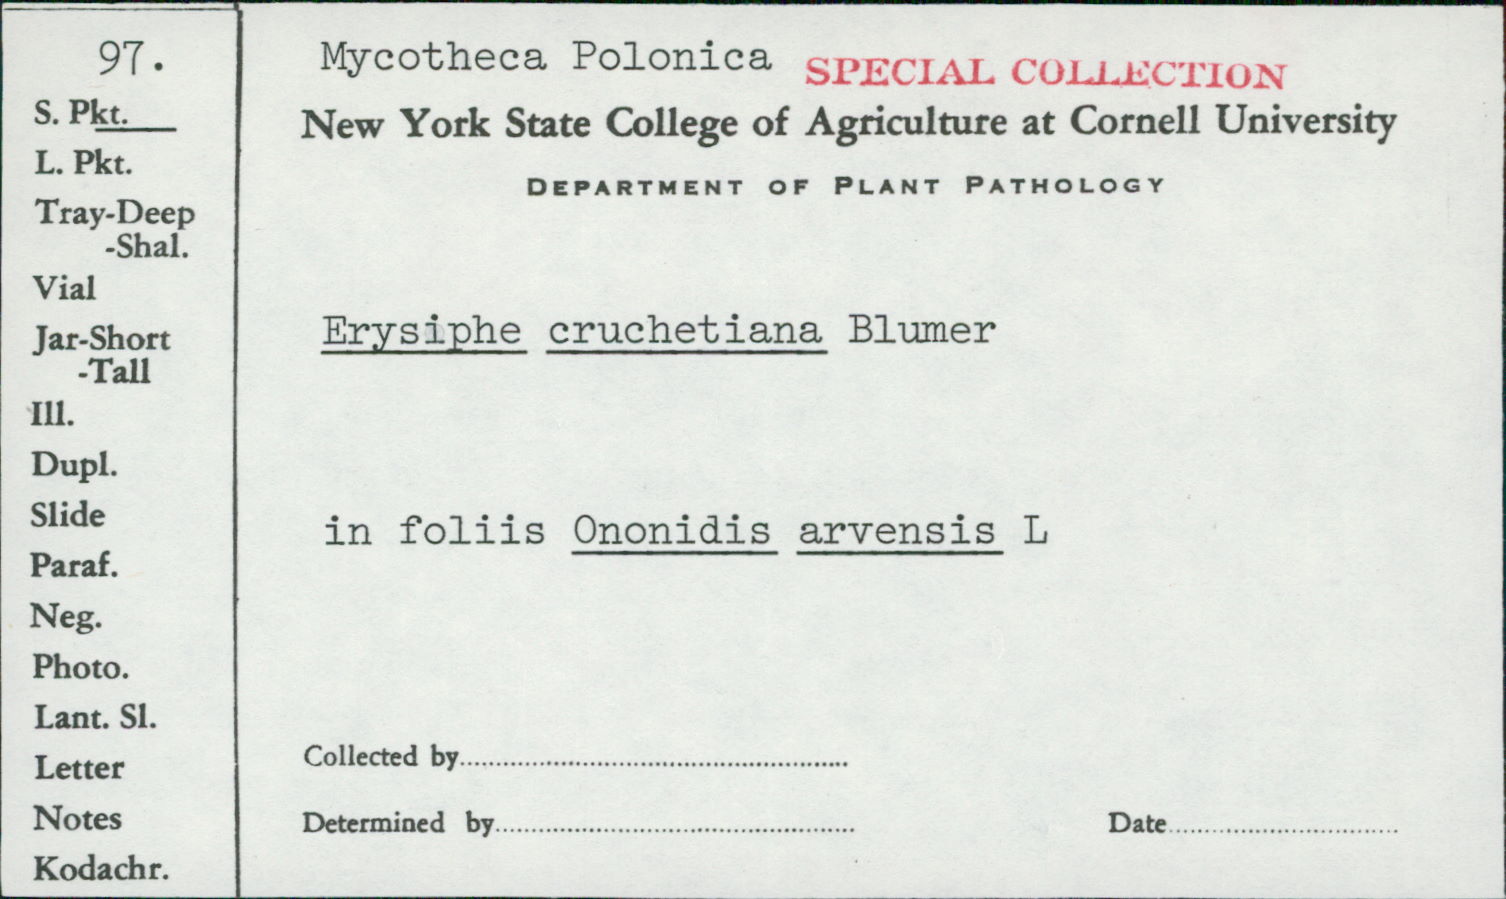 97.
S. Pkt.
L. Pkt.
Tray-Deep
-Shal.
Vial
Jar-Short
-Tall
Ill.
Dupl.
Slide
Paraf.
Neg.
Photo.
Lant. Sl.
Letter
Notes
Kodachr.
Mycotheca Polonica SPECIAL COLLECTION
New York State College of Agriculture at Cornell University
DEPARTMENT OF PLANT PATHOLOGY
Erysiphe cruchetiana Blumer
in foliis Ononidis arvensis L
Collected by
Determined by
Date